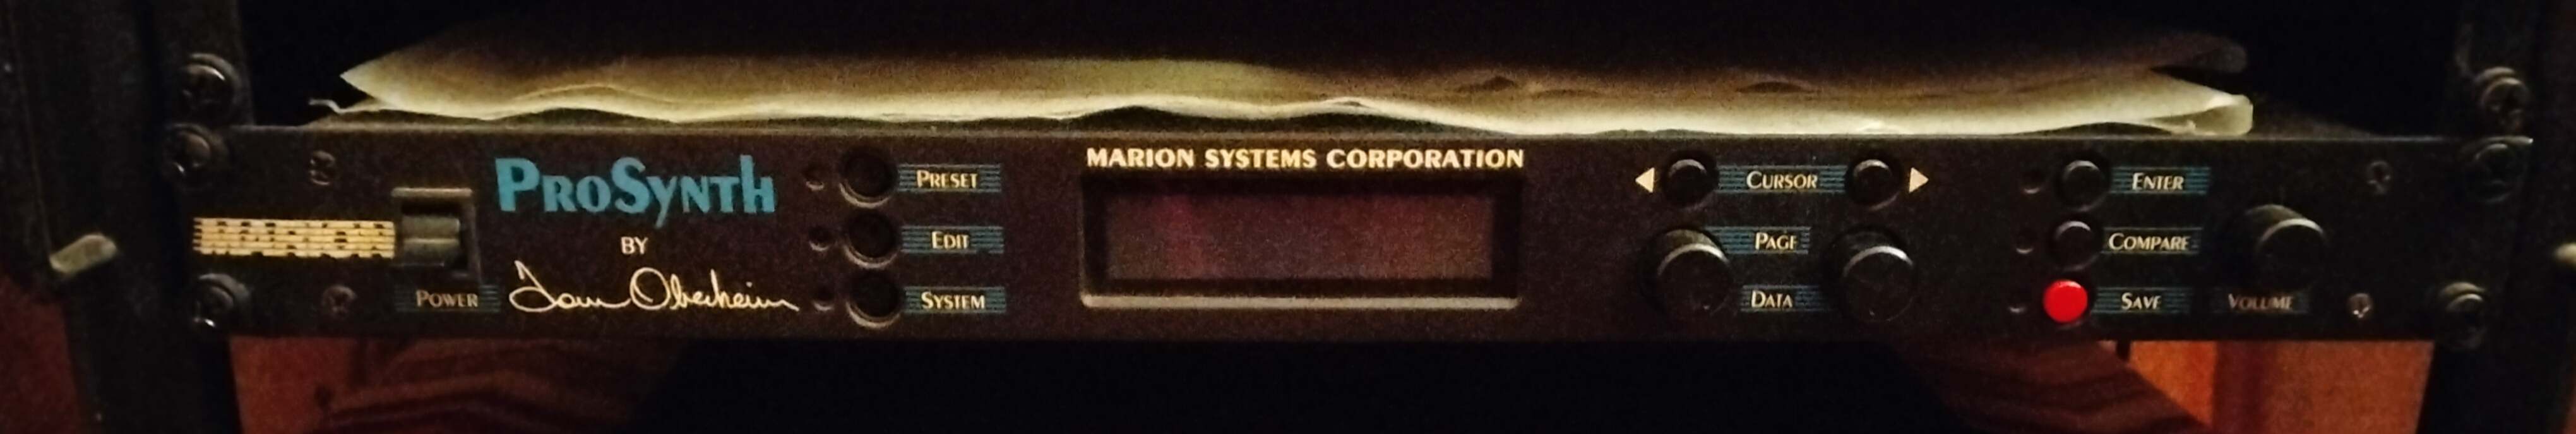 MARION
POWER
PROSYNTH
BY
Tom Oberheim
PRESET
EDIT
SYSTEM
MARION SYSTEMS CORPORATION
CURSOR
PAGE
DATA
ENTER
COMPARE
SAVE
VOLUME